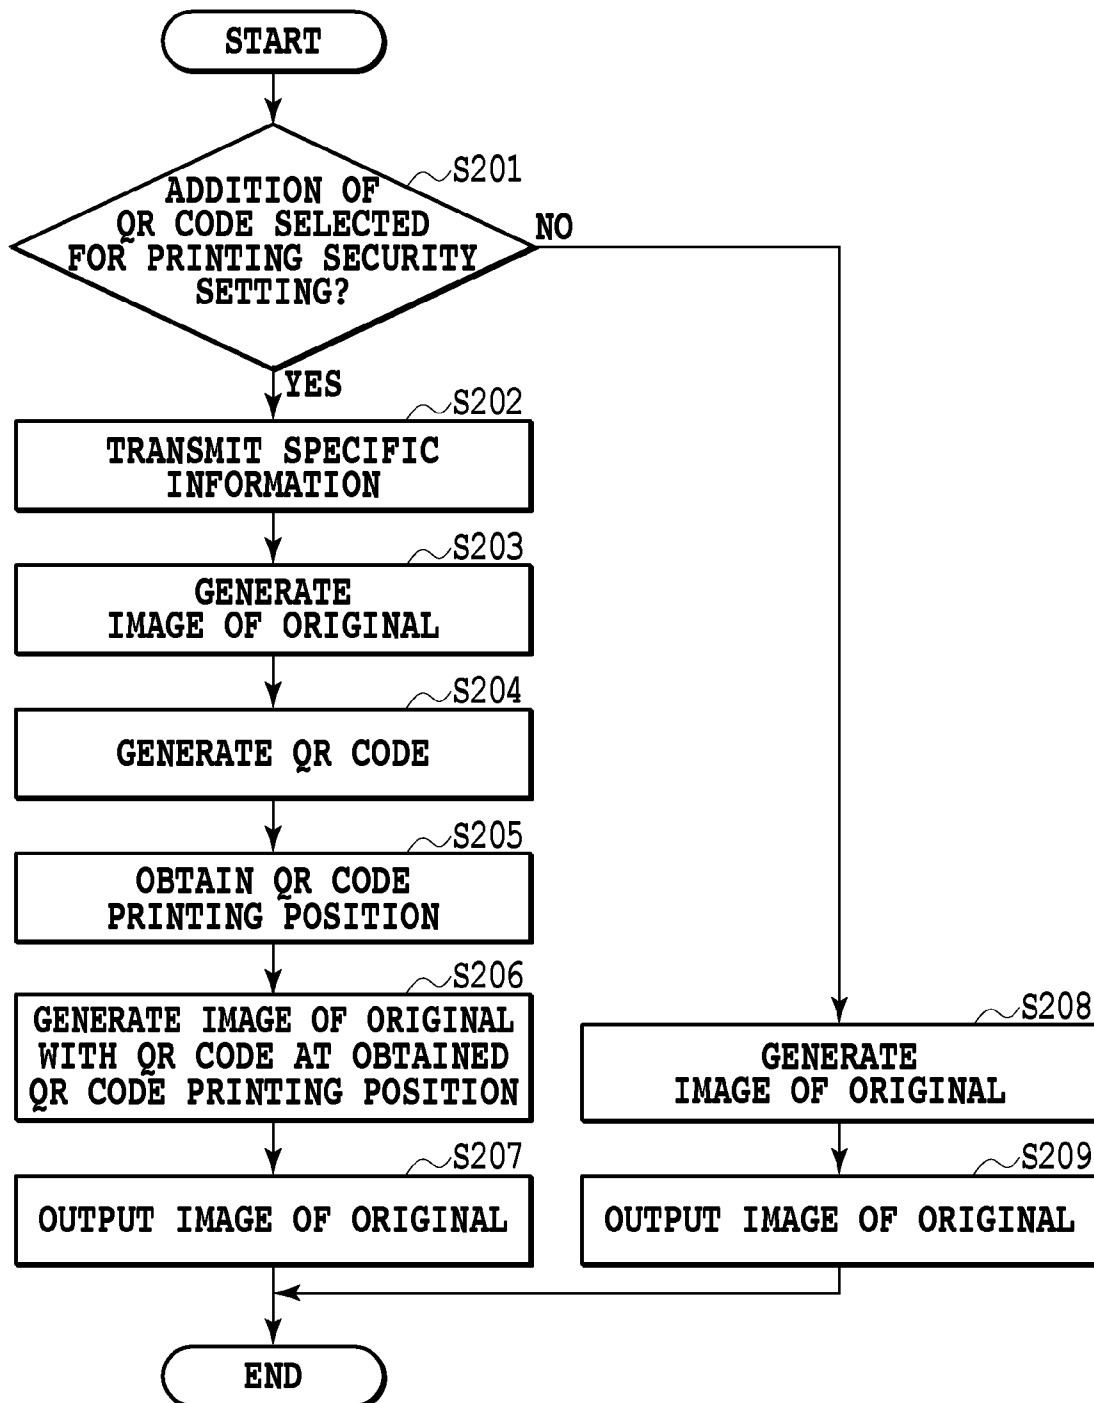 START
S201
ADDITION OF
QR CODE SELECTED
FOR PRINTING SECURITY
SETTING?
NO
YES
S202
TRANSMIT SPECIFIC
INFORMATION
S203
GENERATE
IMAGE OF ORIGINAL
S204
GENERATE QR CODE
S205
OBTAIN QR CODE
PRINTING POSITION
S206
GENERATE IMAGE OF ORIGINAL
WITH QR CODE AT OBTAINED
QR CODE PRINTING POSITION
S207
OUTPUT IMAGE OF ORIGINAL
S208
GENERATE
IMAGE OF ORIGINAL
S209
OUTPUT IMAGE OF ORIGINAL
END